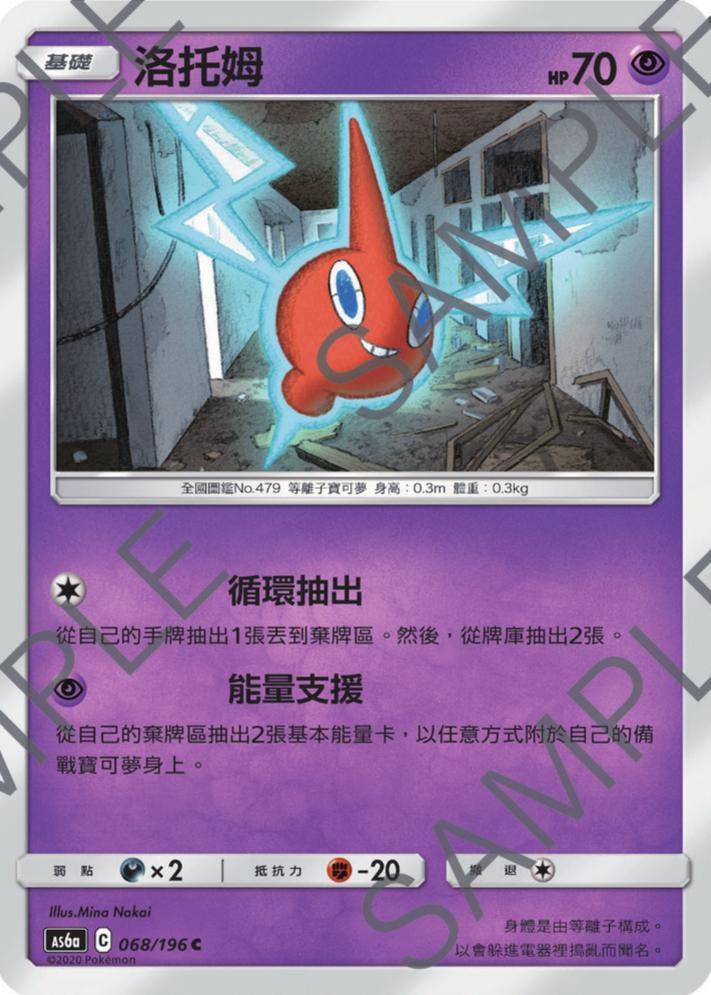 基礎 洛托姆 HP70
全國圖鑑No.479 等離子寶可夢 身高：0.3m 體重：0.3kg
循環抽出
從自己的手牌抽出1張丟到棄牌區。然後，從牌庫抽出2張。
能量支援
從自己的棄牌區抽出2張基本能量卡，以任意方式附於自己的備
戰寶可夢身上。
弱點 ×2 抵抗力 -20 撤退
Illus.Mina Nakai
身體是由等離子構成。
AS6a C 068/196 C
以會躲進電器裡搗亂而聞名。
©2020 Pokémon
SAMPLE
SAMPLE
SAMPLE
SAMPLE